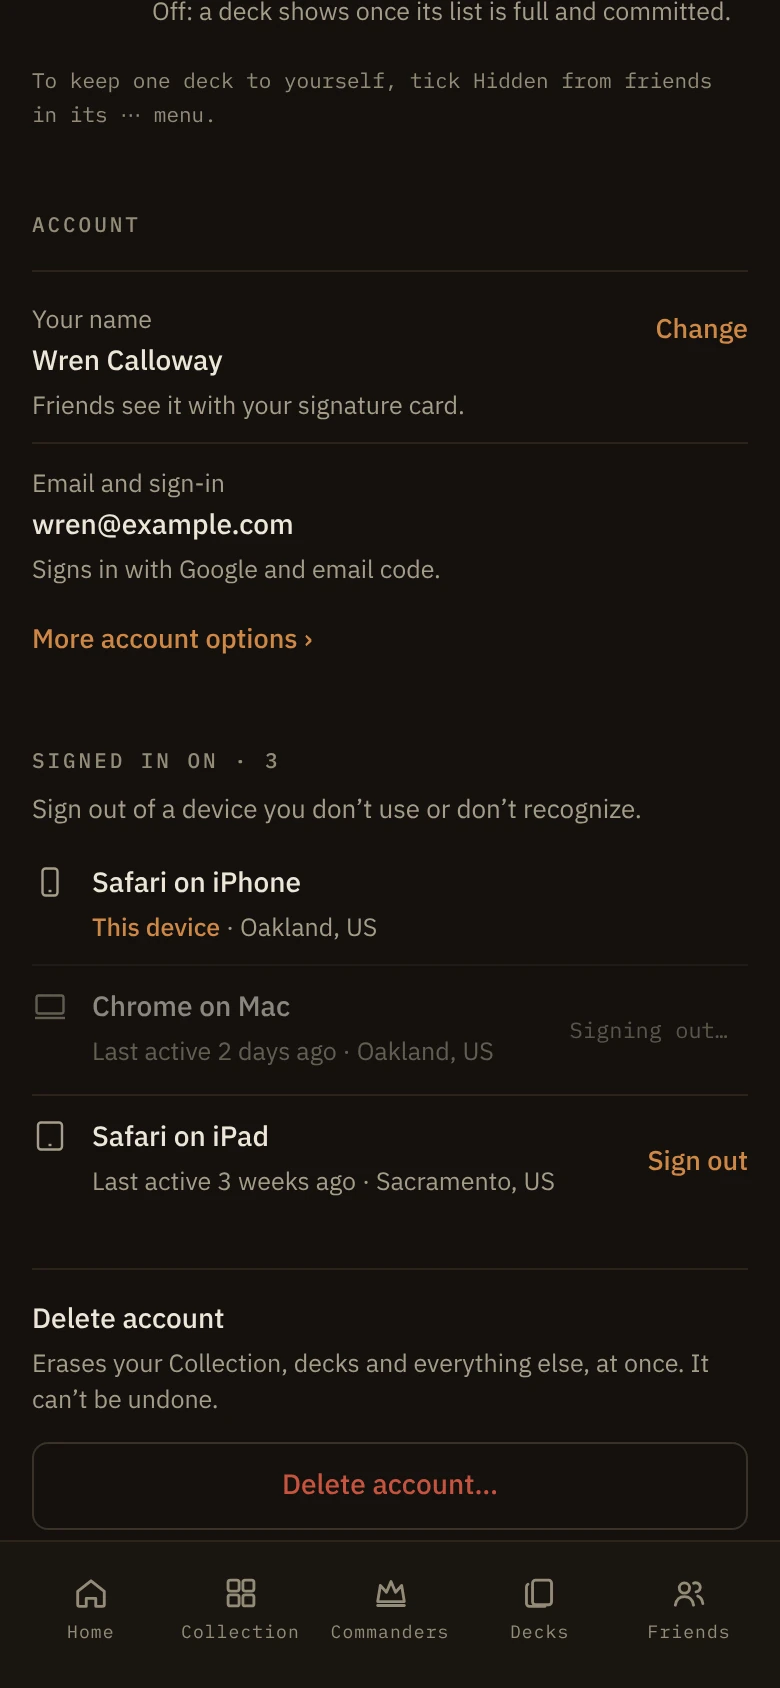 Off: a deck shows once its list is full and committed.
To keep one deck to yourself, tick Hidden from friends
in its ··· menu.
ACCOUNT
Your name
Change
Wren Calloway
Friends see it with your signature card.
Email and sign-in
wren@example.com
Signs in with Google and email code.
More account options ›
SIGNED IN ON · 3
Sign out of a device you don’t use or don’t recognize.
Safari on iPhone
This device · Oakland, US
Chrome on Mac
Signing out…
Last active 2 days ago · Oakland, US
Safari on iPad
Sign out
Last active 3 weeks ago · Sacramento, US
Delete account
Erases your Collection, decks and everything else, at once. It
can’t be undone.
Delete account…
Home Collection Commanders Decks Friends